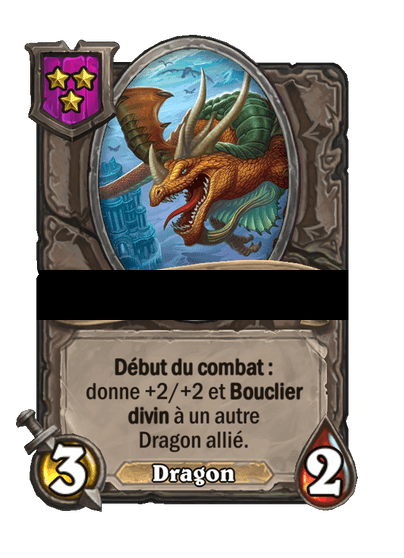 Début du combat :
donne +2/+2 et Bouclier
divin à un autre
Dragon allié.
3 Dragon 2